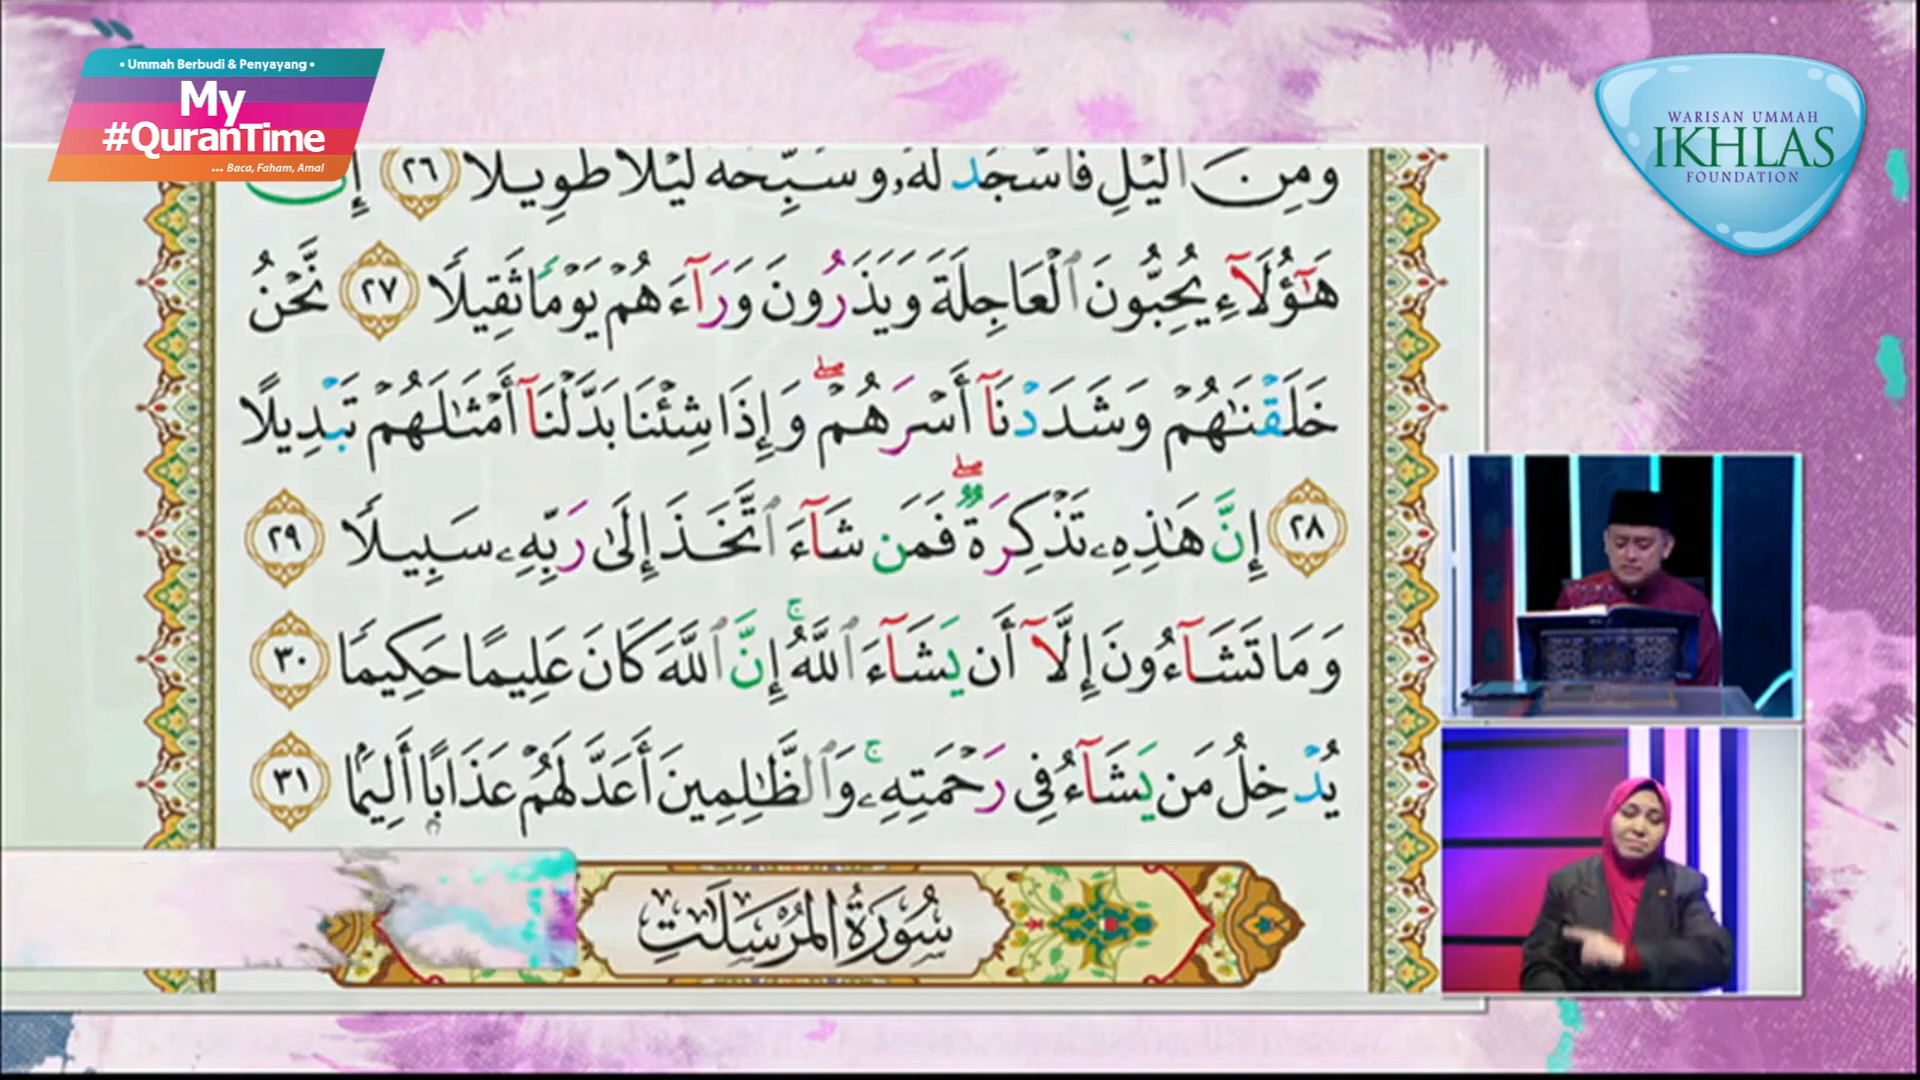 • Ummah Berbudi & Penyayang •
My
#QuranTime
... Baca, Faham, Amal
WARISAN UMMAH
IKHLAS
FOUNDATION
وَمِنَ ٱلَّيْلِ فَٱسْجُدْ لَهُۥ وَسَبِّحْهُ لَيْلًا طَوِيلًا ٢٦ إِنَّ
هَٰٓؤُلَآءِ يُحِبُّونَ ٱلْعَاجِلَةَ وَيَذَرُونَ وَرَآءَهُمْ يَوْمًا ثَقِيلًا ٢٧ نَّحْنُ
خَلَقْنَٰهُمْ وَشَدَدْنَآ أَسْرَهُمْ ۖ وَإِذَا شِئْنَا بَدَّلْنَآ أَمْثَٰلَهُمْ تَبْدِيلًا
٢٨ إِنَّ هَٰذِهِۦ تَذْكِرَةٌ ۖ فَمَن شَآءَ ٱتَّخَذَ إِلَىٰ رَبِّهِۦ سَبِيلًا ٢٩
وَمَا تَشَآءُونَ إِلَّآ أَن يَشَآءَ ٱللَّهُ ۚ إِنَّ ٱللَّهَ كَانَ عَلِيمًا حَكِيمًا ٣٠
يُدْخِلُ مَن يَشَآءُ فِى رَحْمَتِهِۦ ۚ وَٱلظَّٰلِمِينَ أَعَدَّ لَهُمْ عَذَابًا أَلِيمًۢا ٣١
سُورَةُ المُرْسَلَات